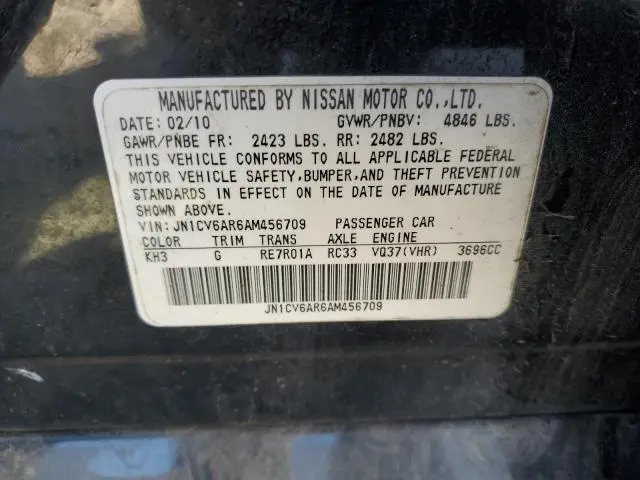 MANUFACTURED BY NISSAN MOTOR CO.,LTD.
DATE: 02/10 GVWR/PNBV: 4846 LBS.
GAWR/PNBE FR: 2423 LBS. RR: 2482 LBS.
THIS VEHICLE CONFORMS TO ALL APPLICABLE FEDERAL
MOTOR VEHICLE SAFETY,BUMPER,AND THEFT PREVENTION
STANDARDS IN EFFECT ON THE DATE OF MANUFACTURE
SHOWN ABOVE.
VIN: JN1CV6AR6AM456709 PASSENGER CAR
COLOR TRIM TRANS AXLE ENGINE
KH3 G RE7R01A RC33 VQ37(VHR) 3696CC
JN1CV6AR6AM456709